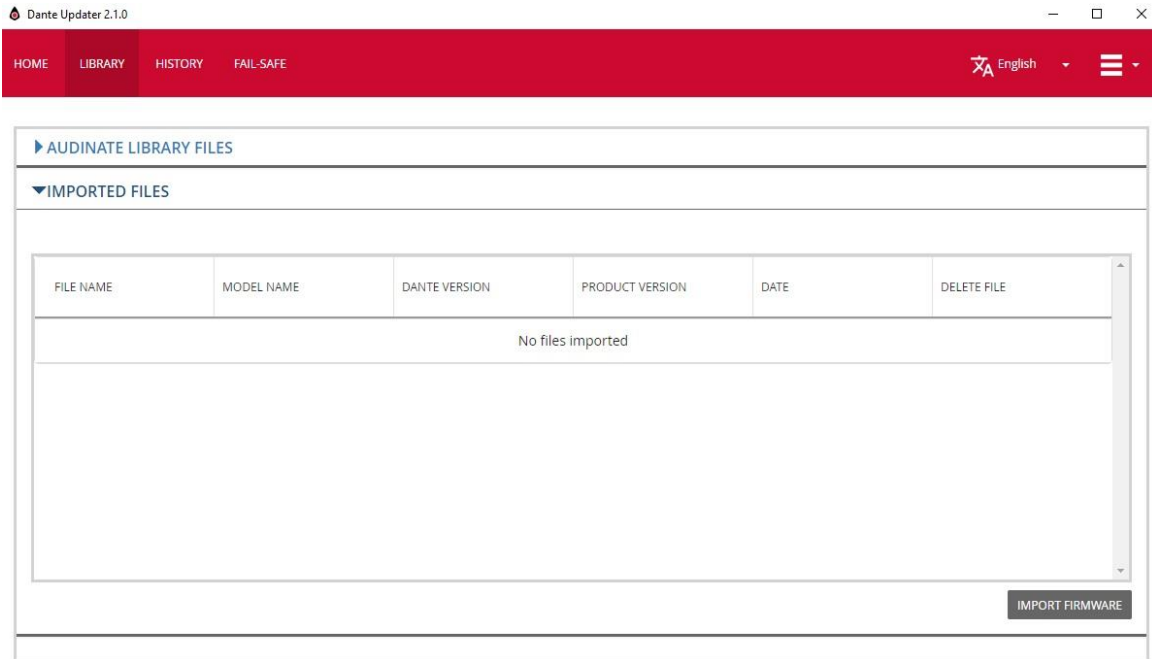 Dante Updater 2.1.0
HOME LIBRARY HISTORY FAIL-SAFE English
AUDINATE LIBRARY FILES
IMPORTED FILES
FILE NAME MODEL NAME DANTE VERSION PRODUCT VERSION DATE DELETE FILE
No files imported
IMPORT FIRMWARE